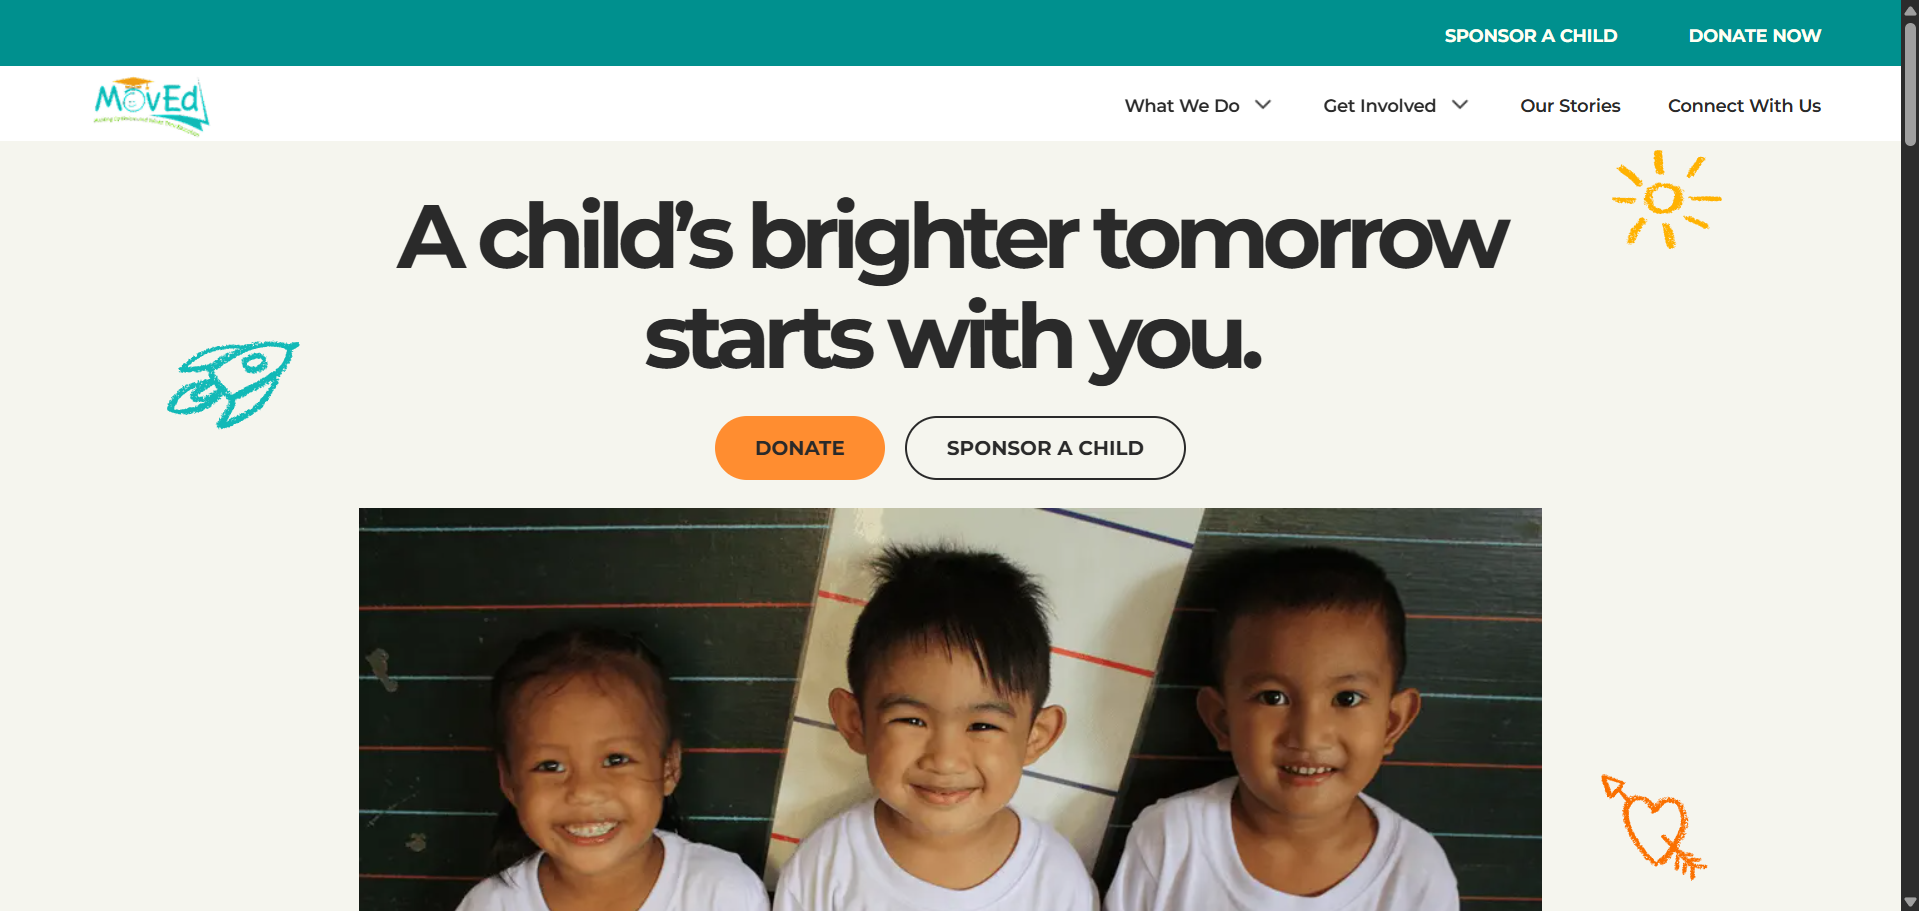 SPONSOR A CHILD
DONATE NOW
MovEd
What We Do
Get Involved
Our Stories
Connect With Us
A child’s brighter tomorrow
starts with you.
DONATE
SPONSOR A CHILD